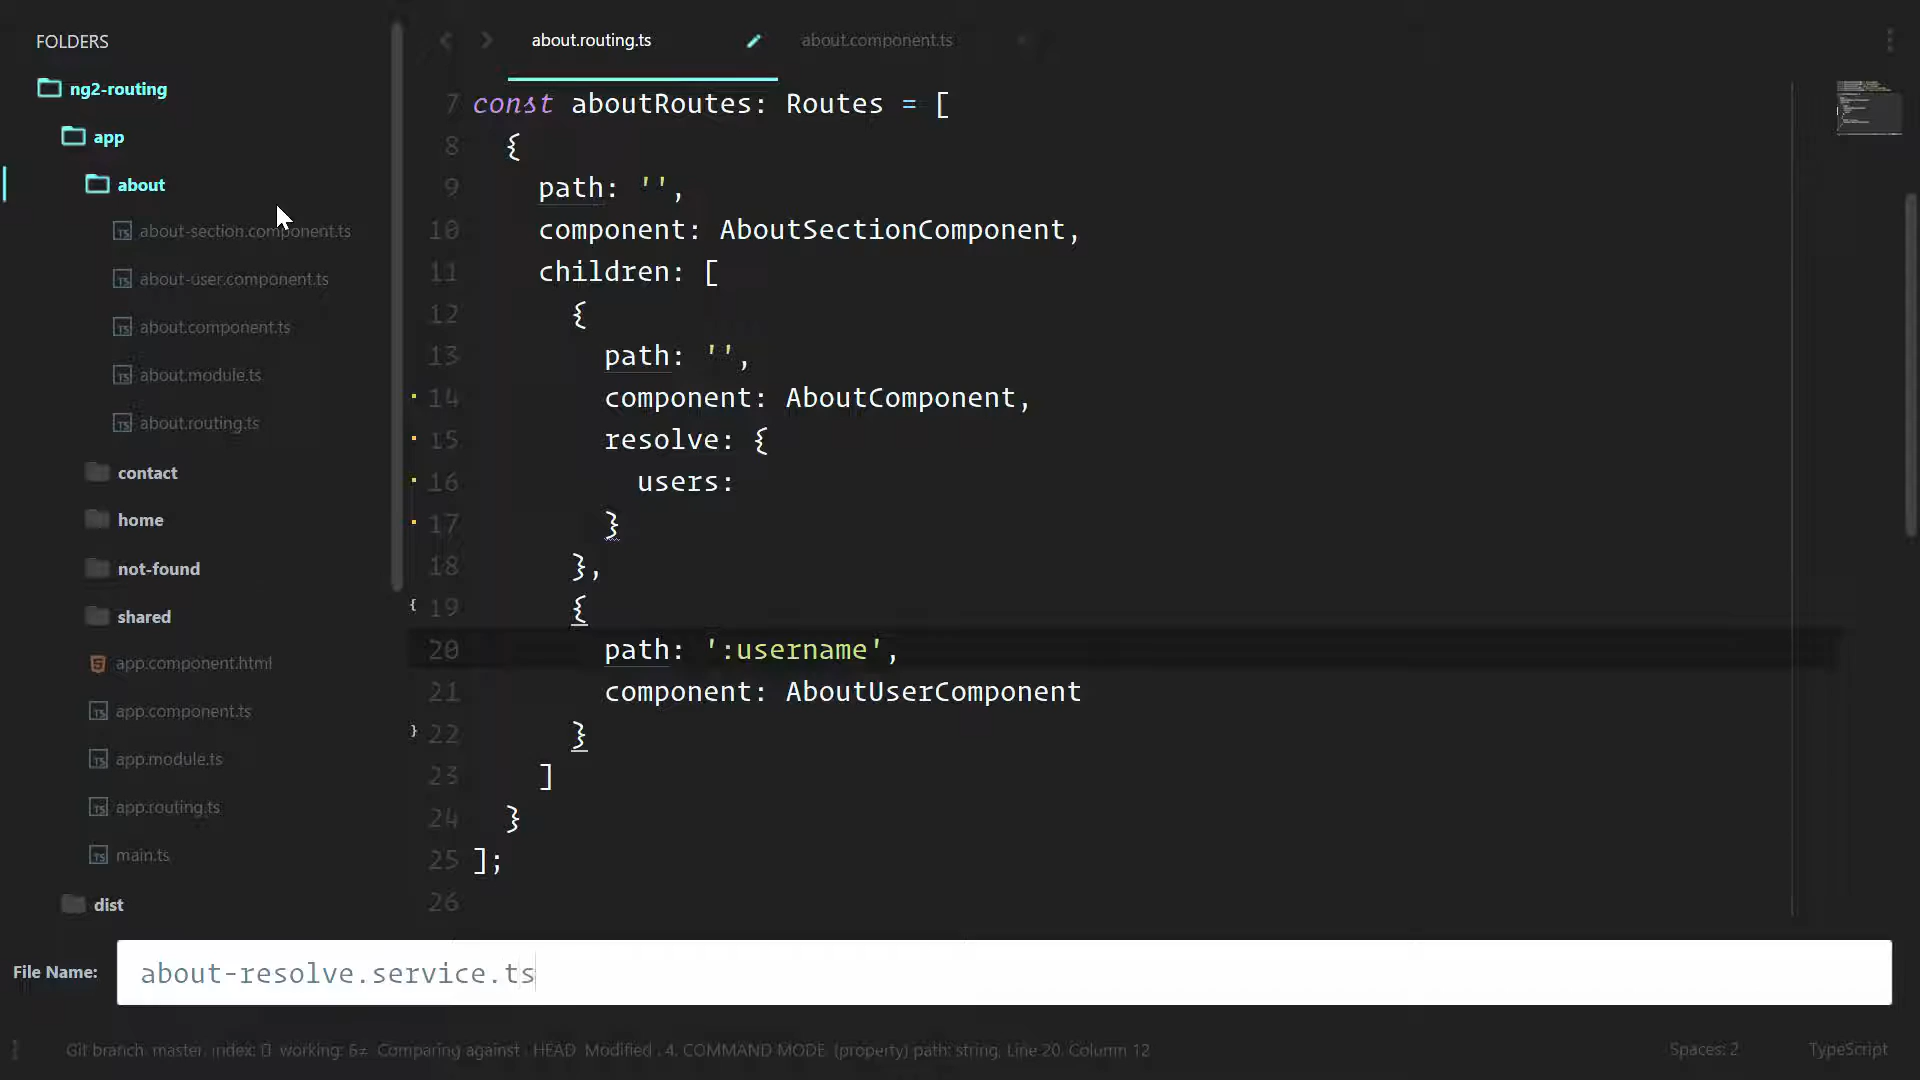 FOLDERS
ng2-routing
app
about
about-section.component.ts
about-user.component.ts
about.component.ts
about.module.ts
about.routing.ts
contact
home
not-found
shared
app.component.html
app.component.ts
app.module.ts
app.routing.ts
main.ts
dist
about.routing.ts
about.component.ts
7 const aboutRoutes: Routes = [
8 {
9 path: '',
10 component: AboutSectionComponent,
11 children: [
12 {
13 path: '',
14 component: AboutComponent,
15 resolve: {
16 users:
17 }
18 },
19 {
20 path: ':username',
21 component: AboutUserComponent
22 }
23 ]
24 }
25 ];
26
File Name: about-resolve.service.ts
Git branch: master, index: working: 6≠ Comparing against : HEAD Modified : 4, COMMAND MODE, (property) path: string, Line 20, Column 12
Spaces: 2
TypeScript